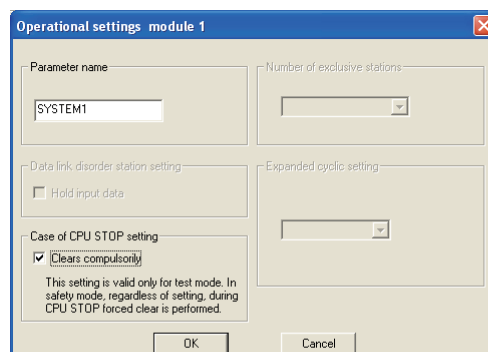 Operational settings module 1
Parameter name
SYSTEM1
Number of exclusive stations
Data link disorder station setting
Hold input data
Expanded cyclic setting
Case of CPU STOP setting
Clears compulsorily
This setting is valid only for test mode. In
safety mode, regardless of setting, during
CPU STOP forced clear is performed.
OK
Cancel